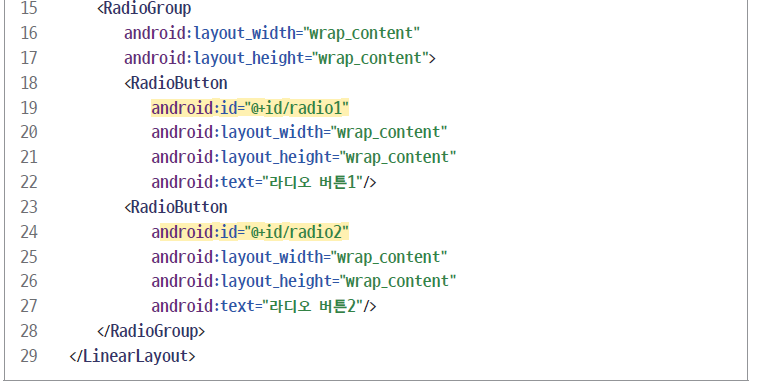 15 <RadioGroup
16 android:layout_width="wrap_content"
17 android:layout_height="wrap_content">
18 <RadioButton
19 android:id="@+id/radio1"
20 android:layout_width="wrap_content"
21 android:layout_height="wrap_content"
22 android:text="라디오 버튼1"/>
23 <RadioButton
24 android:id="@+id/radio2"
25 android:layout_width="wrap_content"
26 android:layout_height="wrap_content"
27 android:text="라디오 버튼2"/>
28 </RadioGroup>
29 </LinearLayout>